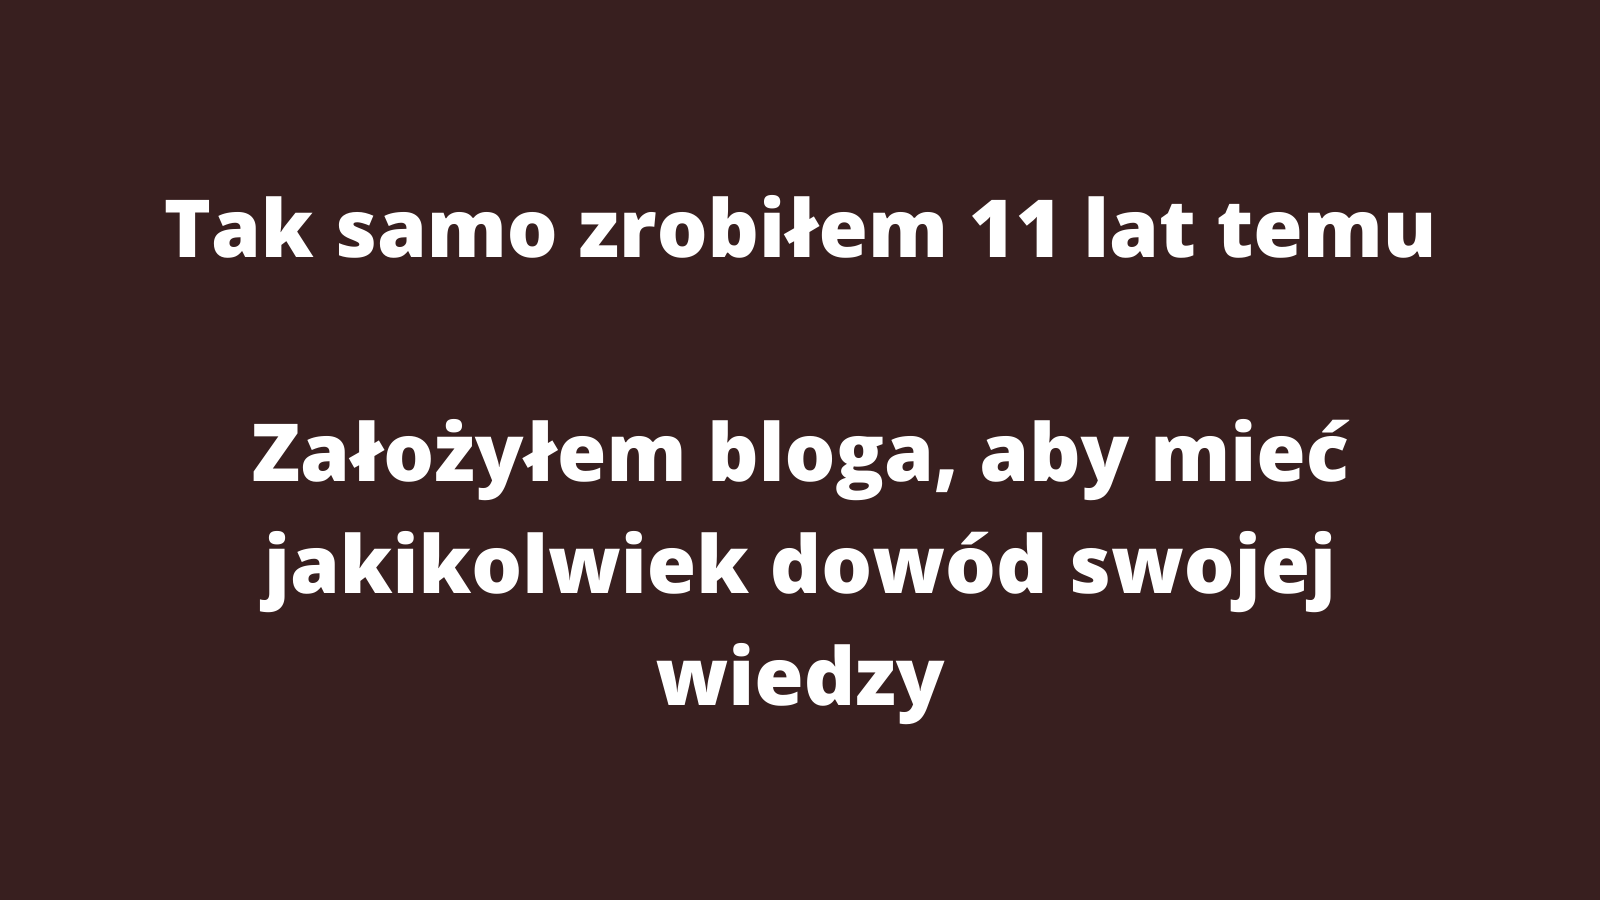 Tak samo zrobiłem 11 lat temu
Założyłem bloga, aby mieć
jakikolwiek dowód swojej
wiedzy